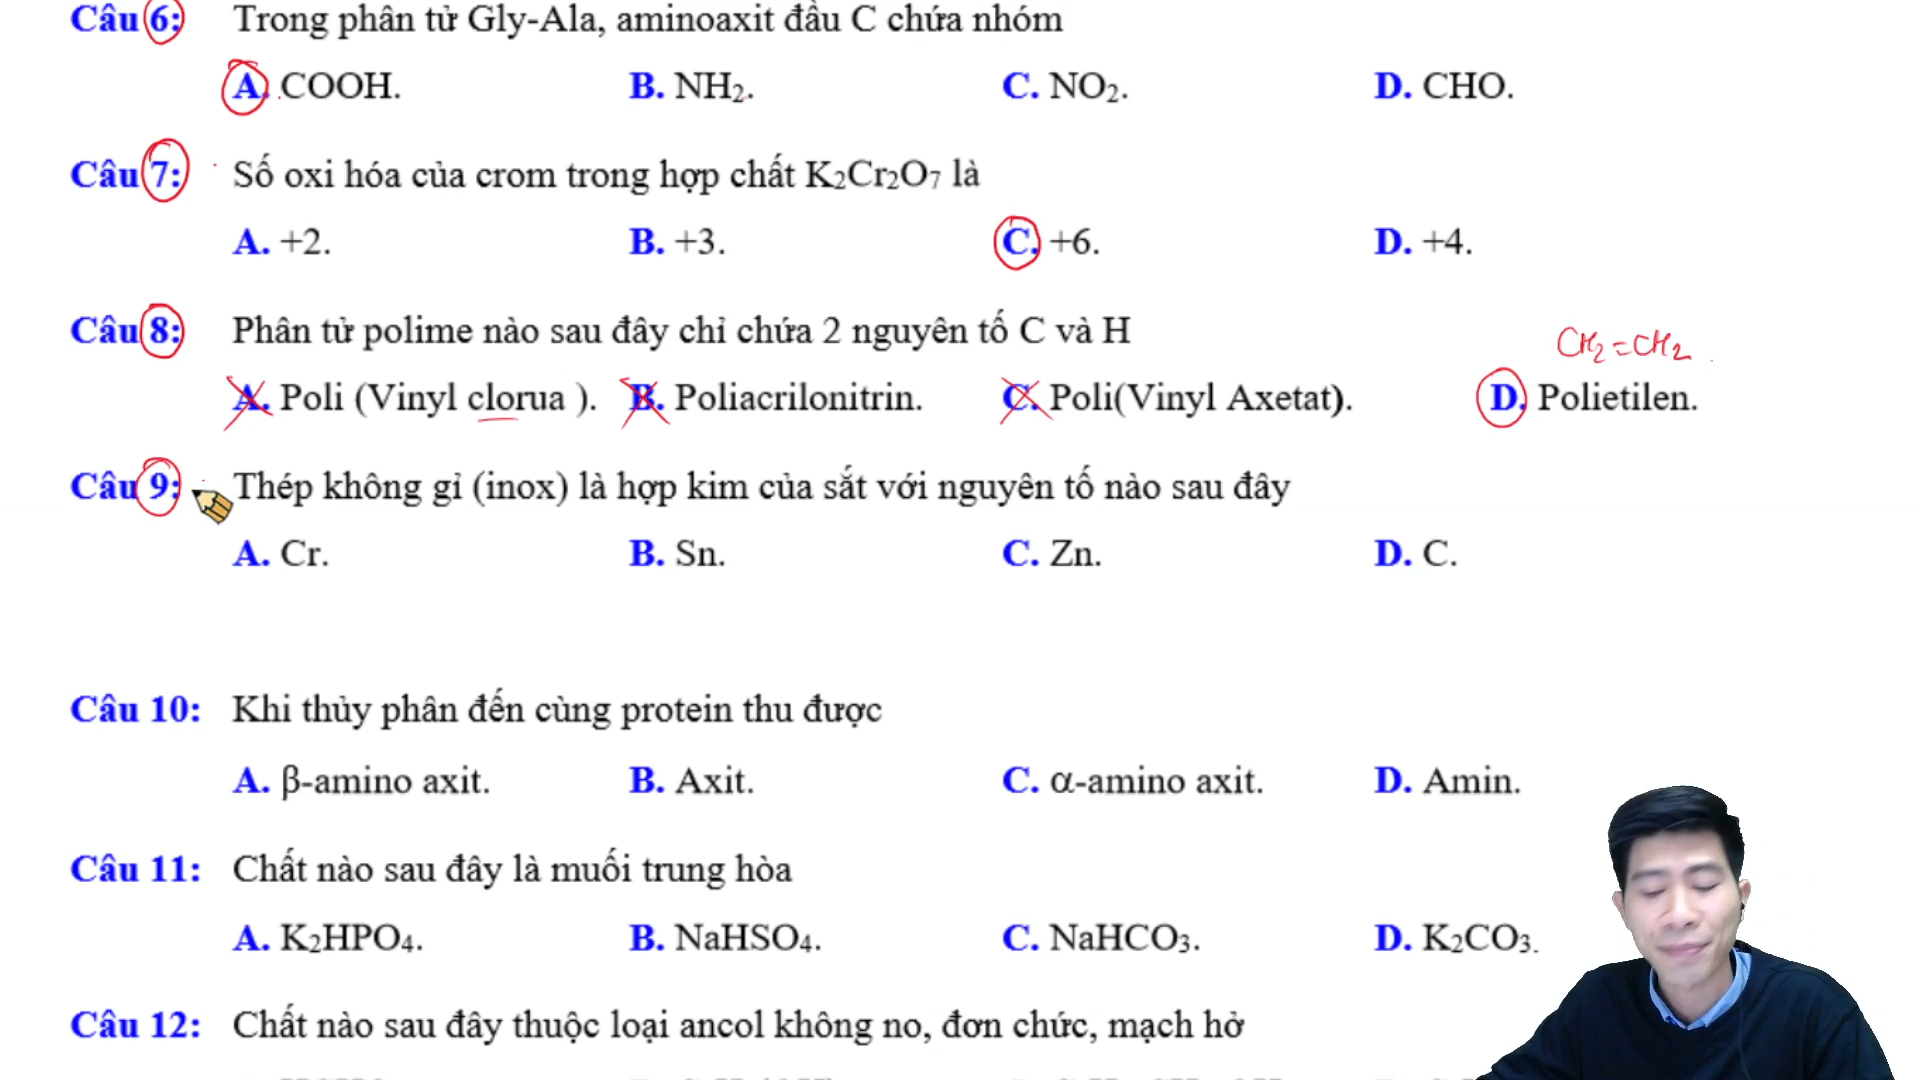 Câu 6: Trong phân tử Gly-Ala, aminoaxit đầu C chứa nhóm
A. COOH. B. NH₂. C. NO₂. D. CHO.
Câu 7: Số oxi hóa của crom trong hợp chất K₂Cr₂O₇ là
A. +2. B. +3. C. +6. D. +4.
Câu 8: Phân tử polime nào sau đây chỉ chứa 2 nguyên tố C và H
CH₂=CH₂
A. Poli (Vinyl clorua ). B. Poliacrilonitrin. C. Poli(Vinyl Axetat). D. Polietilen.
Câu 9: Thép không gỉ (inox) là hợp kim của sắt với nguyên tố nào sau đây
A. Cr. B. Sn. C. Zn. D. C.
Câu 10: Khi thủy phân đến cùng protein thu được
A. β-amino axit. B. Axit. C. α-amino axit. D. Amin.
Câu 11: Chất nào sau đây là muối trung hòa
A. K₂HPO₄. B. NaHSO₄. C. NaHCO₃. D. K₂CO₃.
Câu 12: Chất nào sau đây thuộc loại ancol không no, đơn chức, mạch hở